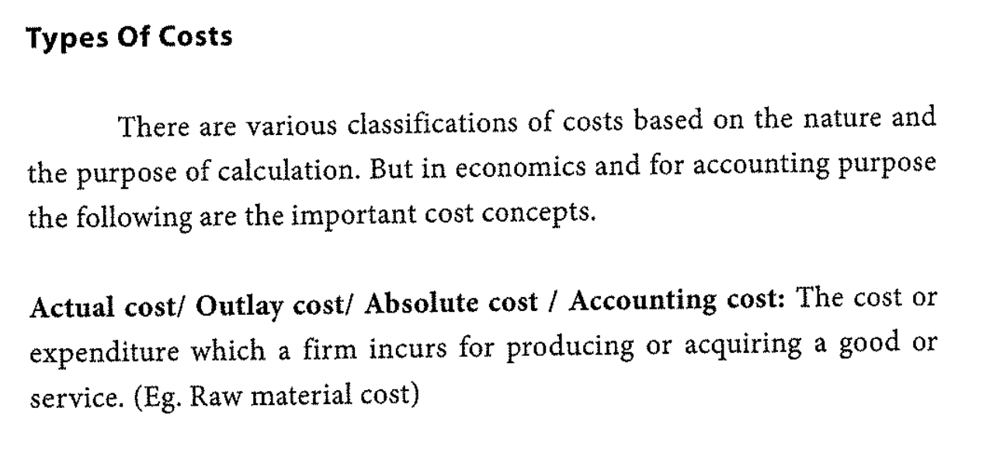 Types Of Costs
There are various classifications of costs based on the nature and
the purpose of calculation. But in economics and for accounting purpose
the following are the important cost concepts.
Actual cost/ Outlay cost/ Absolute cost / Accounting cost: The cost or
expenditure which a firm incurs for producing or acquiring a good or
service. (Eg. Raw material cost)